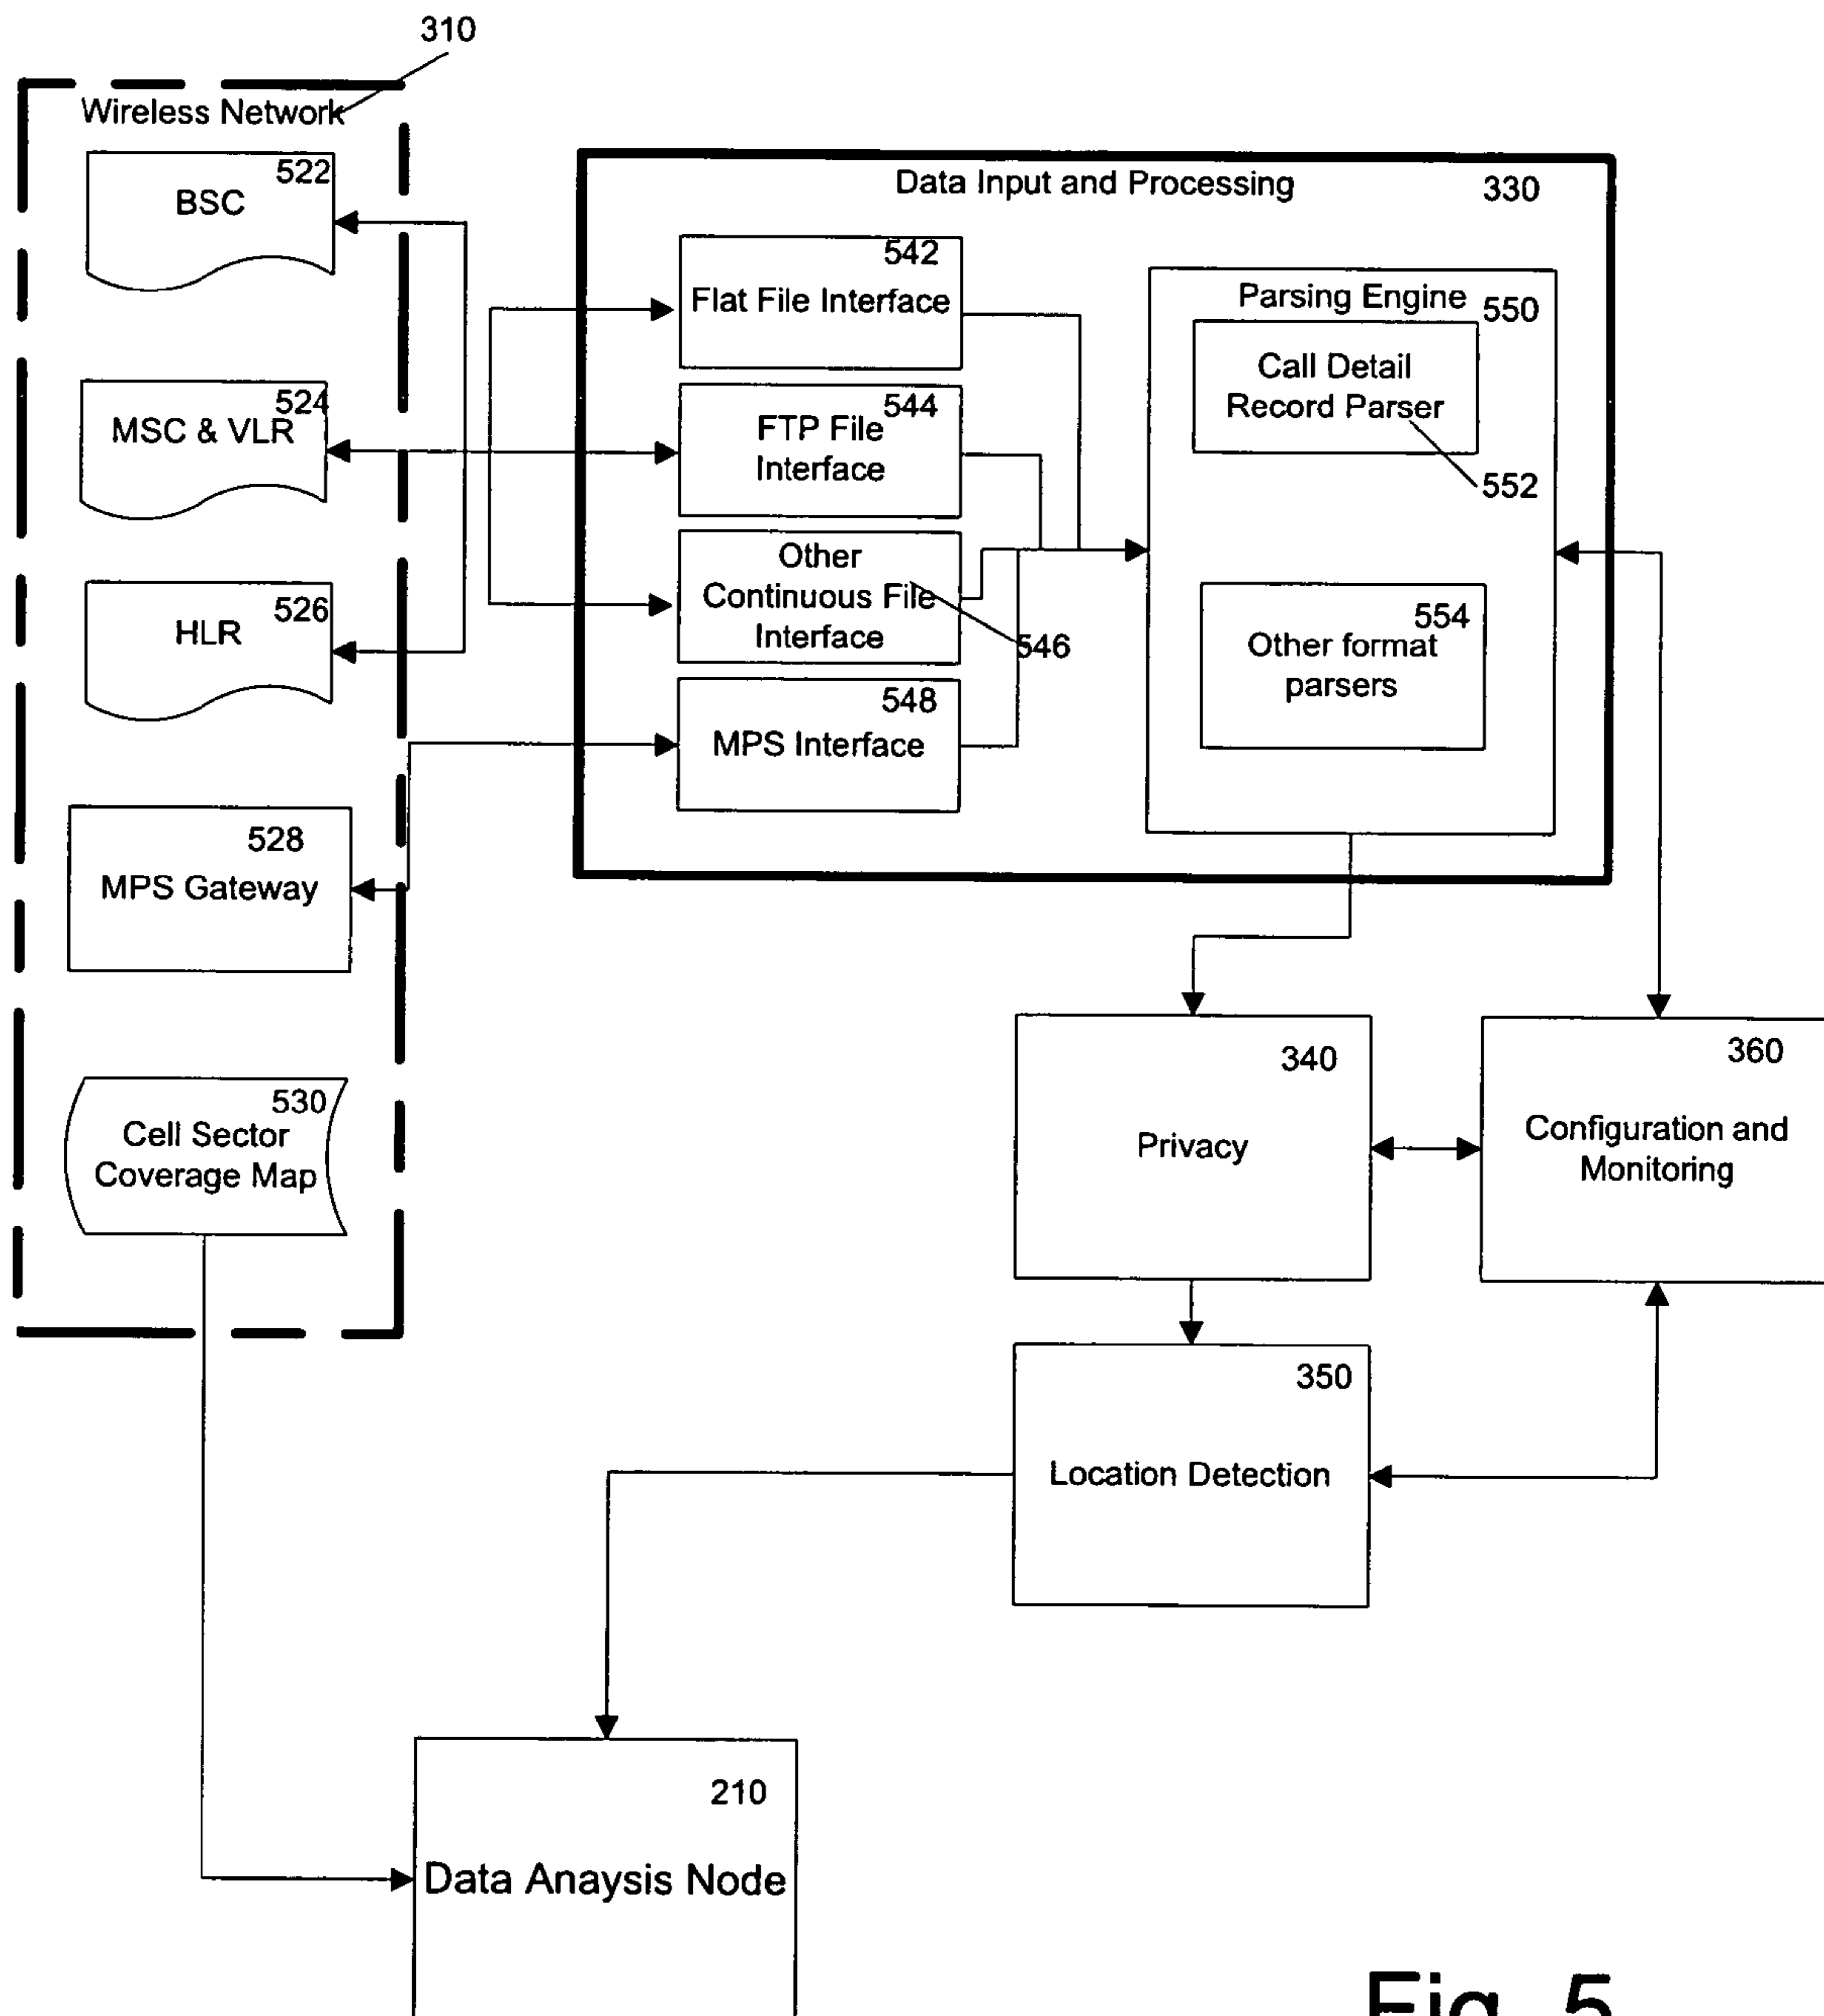 310
Wireless Network
522
BSC
524
MSC & VLR
526
HLR
528
MPS Gateway
530
Cell Sector
Coverage Map
Data Input and Processing
330
542
Flat File Interface
544
FTP File
Interface
Other
Continuous File
Interface
546
548
MPS Interface
Parsing Engine
550
Call Detail
Record Parser
552
554
Other format
parsers
340
Privacy
360
Configuration and
Monitoring
350
Location Detection
210
Data Anaysis Node
Fig. 5